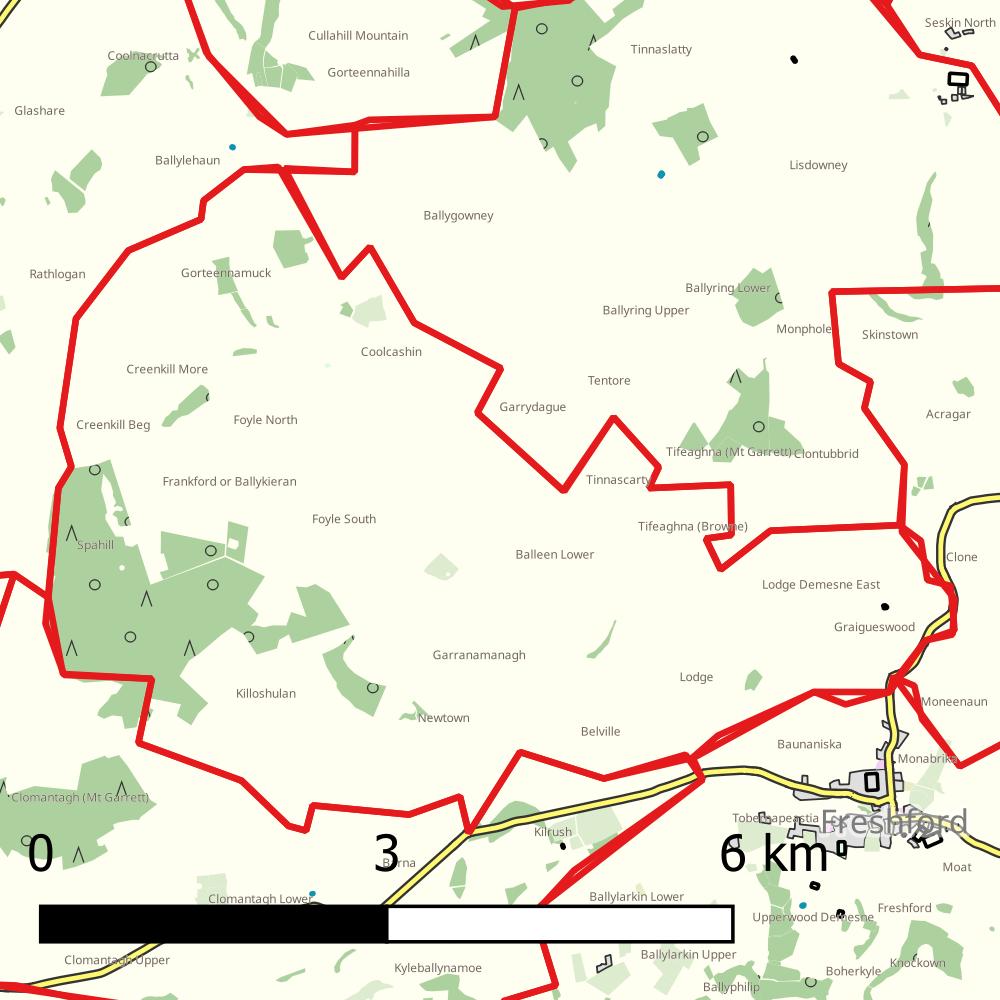 Seskin North
Cullahill Mountain
Tinnaslatty
Coolnacrutta
Gorteennahilla
Glashare
Ballylehaun
Lisdowney
Ballygowney
Rathlogan
Gorteennamuck
Ballyring Lower
Ballyring Upper
Monphole
Skinstown
Coolcashin
Creenkill More
Tentore
Garrydague
Acragar
Creenkill Beg
Foyle North
Tifeaghna (Mt Garrett)
Clontubbrid
Frankford or Ballykieran
Tinnascarty
Foyle South
Tifeaghna (Browne)
Spahill
Balleen Lower
Clone
Lodge Demesne East
Graigueswood
Garranamanagh
Lodge
Killoshulan
Moneenaun
Newtown
Belville
Baunaniska
Monabrika
Clomantagh (Mt Garrett)
Tobernapeastia
Freshford
Kilrush
0 3 6 km
Barna
Moat
Clomantagh Lower
Ballylarkin Lower
Freshford
Upperwood Demesne
Clomantagh Upper
Ballylarkin Upper
Kyleballynamoe
Boherkyle
Knockown
Ballyphilip